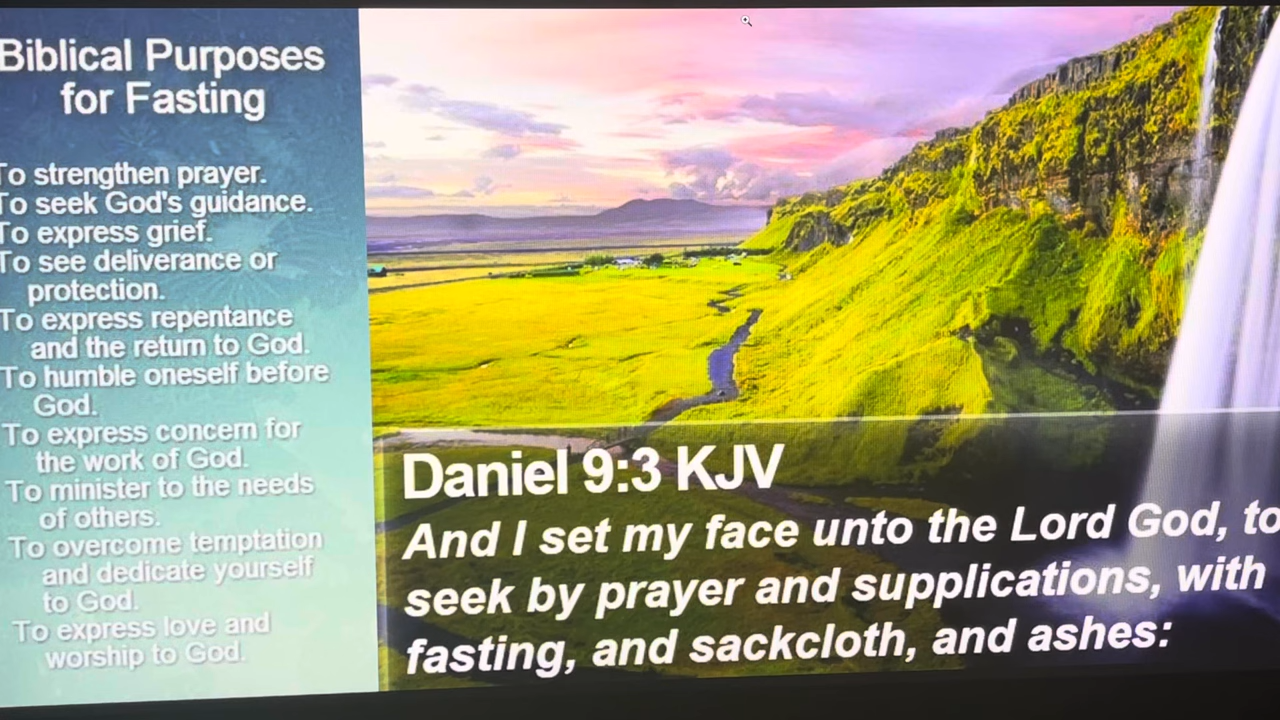 Biblical Purposes
for Fasting
To strengthen prayer.
To seek God's guidance.
To express grief.
To see deliverance or
protection.
To express repentance
and the return to God.
To humble oneself before
God.
To express concern for
the work of God.
To minister to the needs
of others.
To overcome temptation
and dedicate yourself
to God.
To express love and
worship to God.
Daniel 9:3 KJV
And I set my face unto the Lord God, to
seek by prayer and supplications, with
fasting, and sackcloth, and ashes: